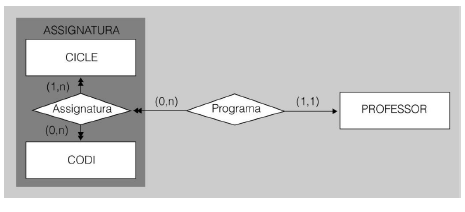 ASSIGNATURA
CICLE
(1,n)
Assignatura
(0,n)
Programa
(1,1)
PROFESSOR
(0,n)
CODI